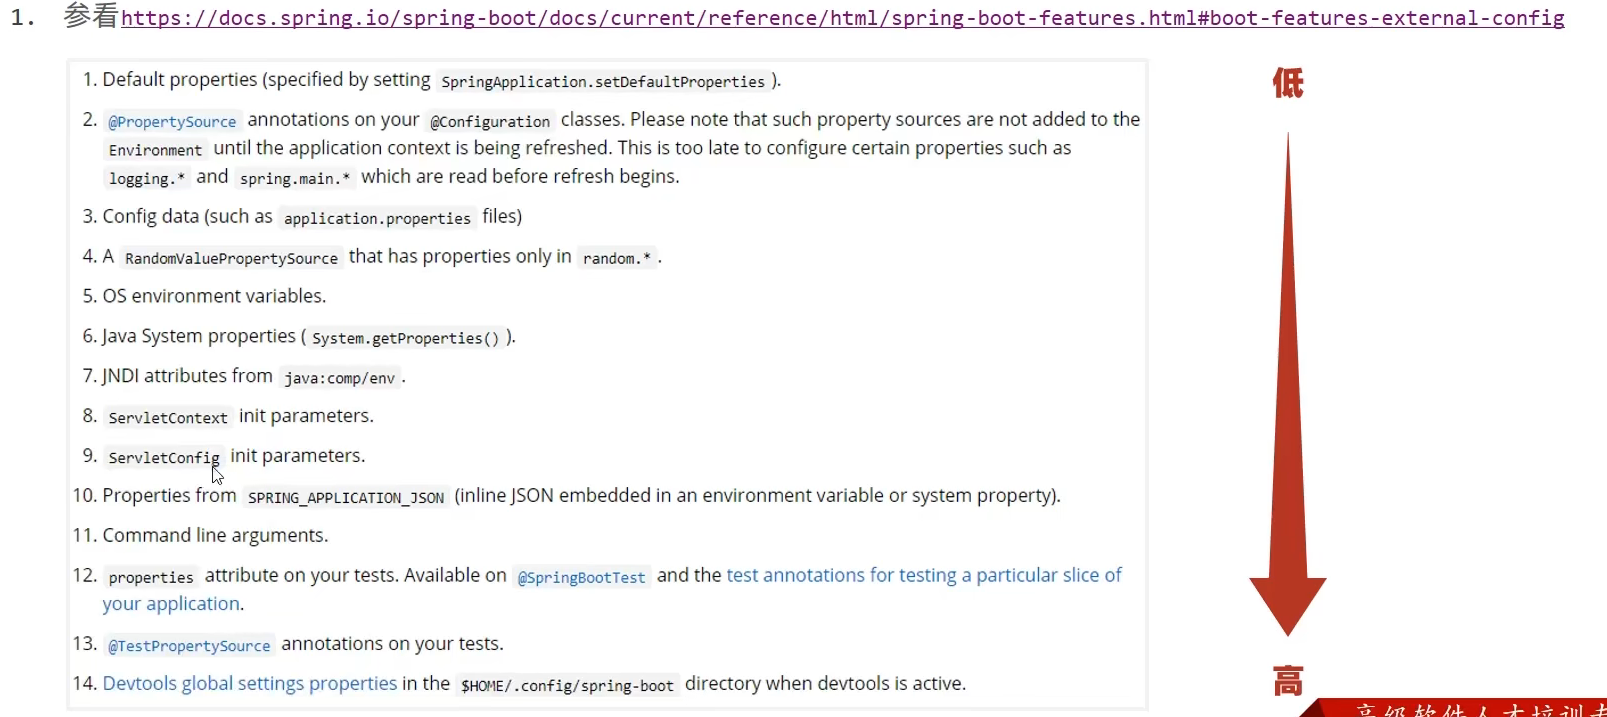 1. 参看https://docs.spring.io/spring-boot/docs/current/reference/html/spring-boot-features.html#boot-features-external-config
1. Default properties (specified by setting SpringApplication.setDefaultProperties ).
2. @PropertySource annotations on your @Configuration classes. Please note that such property sources are not added to the
Environment until the application context is being refreshed. This is too late to configure certain properties such as
logging.* and spring.main.* which are read before refresh begins.
3. Config data (such as application.properties files)
4. A RandomValuePropertySource that has properties only in random.* .
5. OS environment variables.
6. Java System properties ( System.getProperties() ).
7. JNDI attributes from java:comp/env .
8. ServletContext init parameters.
9. ServletConfig init parameters.
10. Properties from SPRING_APPLICATION_JSON (inline JSON embedded in an environment variable or system property).
11. Command line arguments.
12. properties attribute on your tests. Available on @SpringBootTest and the test annotations for testing a particular slice of
your application.
13. @TestPropertySource annotations on your tests.
14. Devtools global settings properties in the $HOME/.config/spring-boot directory when devtools is active.
低
高
高级软件人才培训